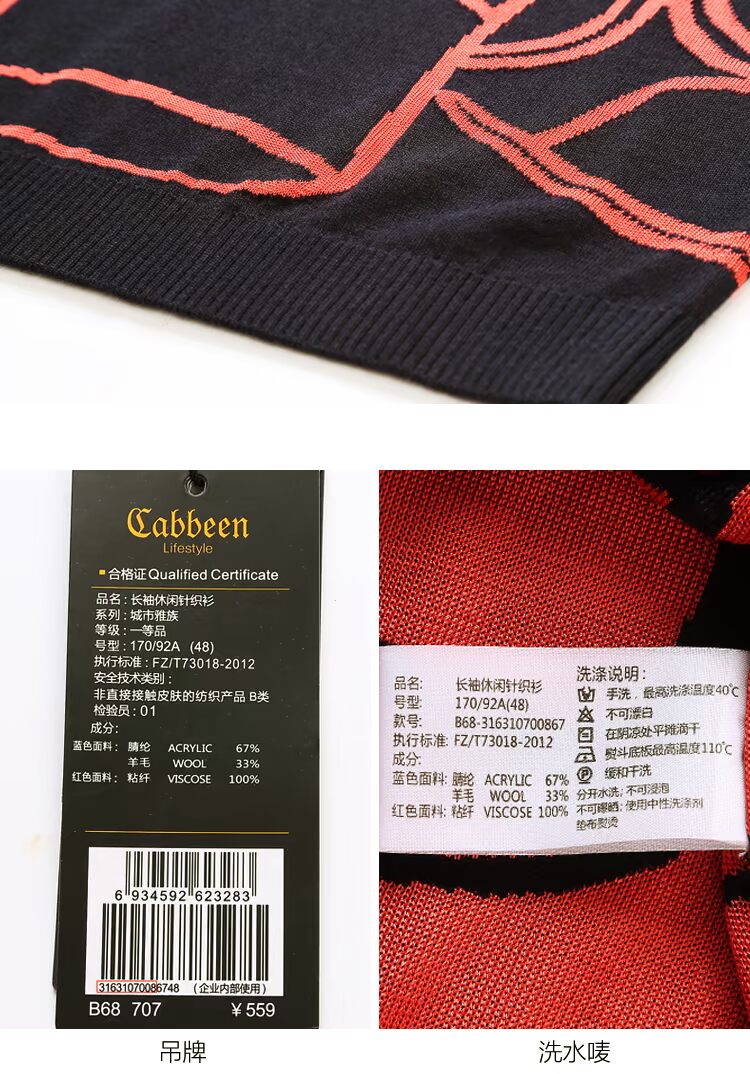 Cabbeen
Lifestyle
合格证 Qualified Certificate
品名：长袖休闲针织衫
系列：城市雅族
等级：一等品
号型：170/92A (48)
执行标准：FZ/T73018-2012
安全技术类别：
非直接接触皮肤的纺织产品 B类
检验员：01
成分：
蓝色面料： 腈纶 ACRYLIC 67%
羊毛 WOOL 33%
红色面料： 粘纤 VISCOSE 100%
6 934592 623283
31631070086748 （企业内部使用）
B68 707 ￥559
吊牌
品名： 长袖休闲针织衫
号型： 170/92A(48)
款号： B68-316310700867
执行标准: FZ/T73018-2012
成分：
蓝色面料: 腈纶 ACRYLIC 67%
羊毛 WOOL 33%
红色面料: 粘纤 VISCOSE 100%
洗涤说明：
手洗，最高洗涤温度40℃
不可漂白
在阴凉处平摊滴干
熨斗底板最高温度110℃
缓和干洗
分开水洗; 不可浸泡
不可曝晒; 使用中性洗涤剂
垫布熨烫
洗水唛